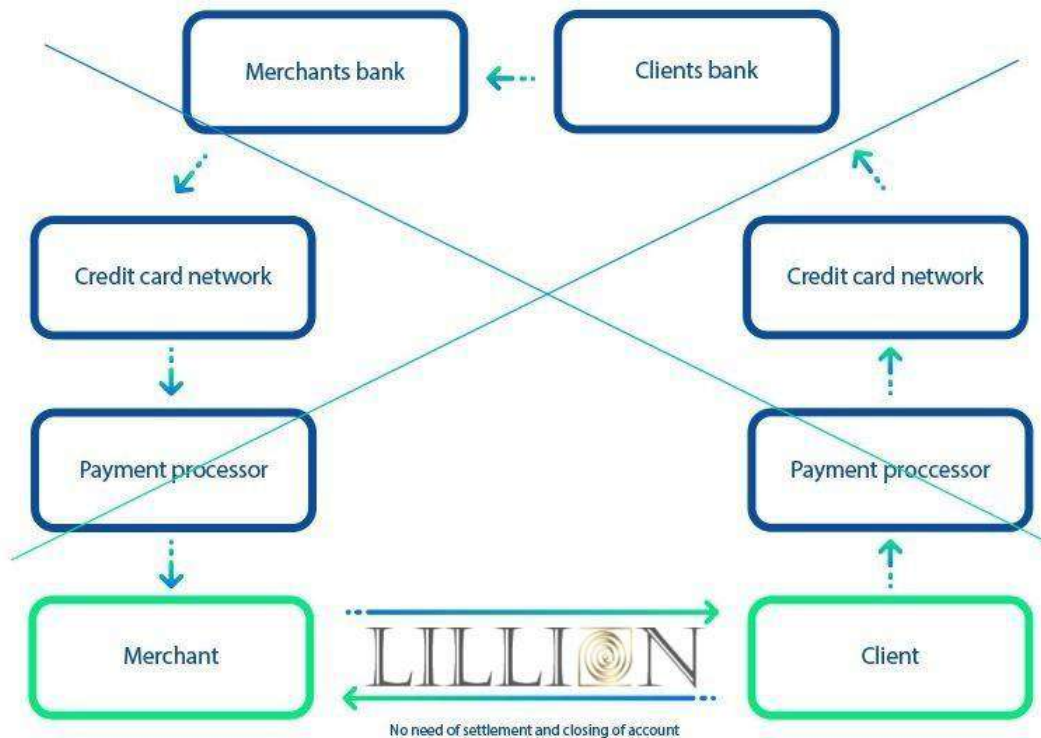 Merchants bank
Clients bank
Credit card network
Credit card network
Payment processor
Payment proccessor
Merchant
LILLION
Client
No need of settlement and closing of account